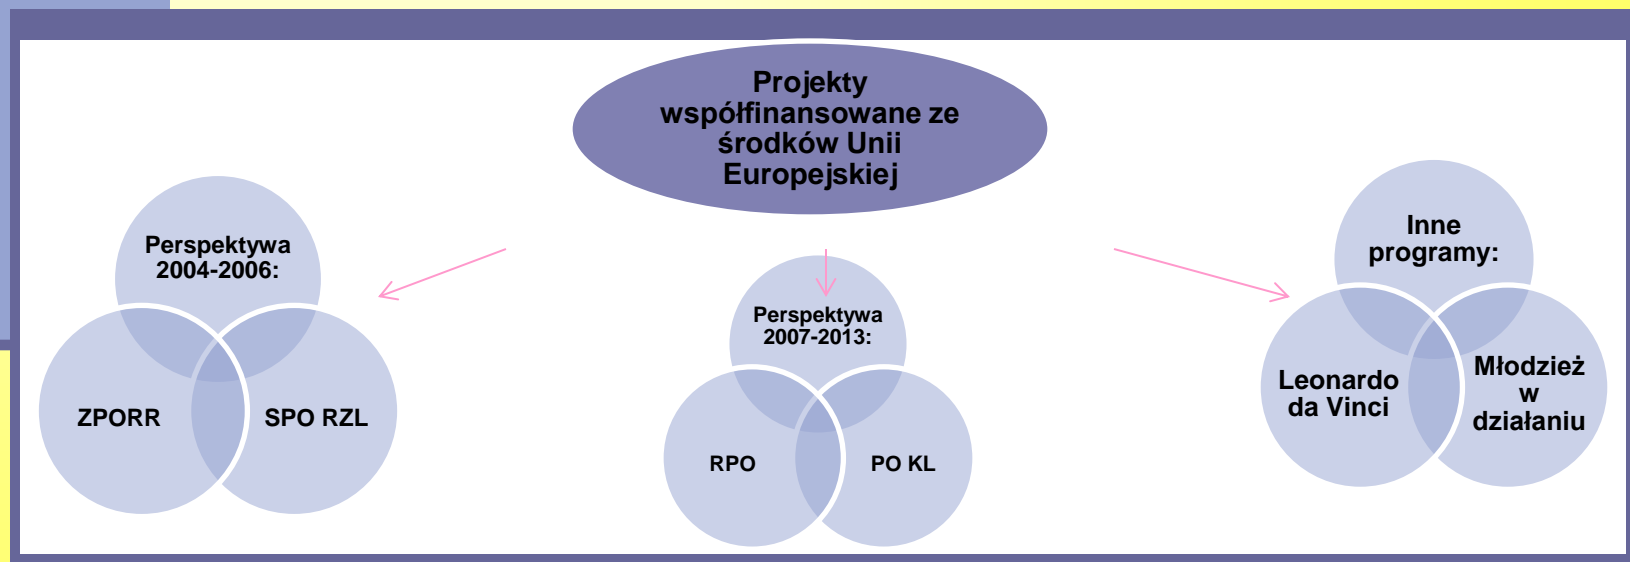 Projekty
współfinansowane ze
środków Unii
Europejskiej
Perspektywa
2004-2006:
ZPORR
SPO RZL
Perspektywa
2007-2013:
RPO
PO KL
Inne
programy:
Leonardo
da Vinci
Młodzież
w
działaniu